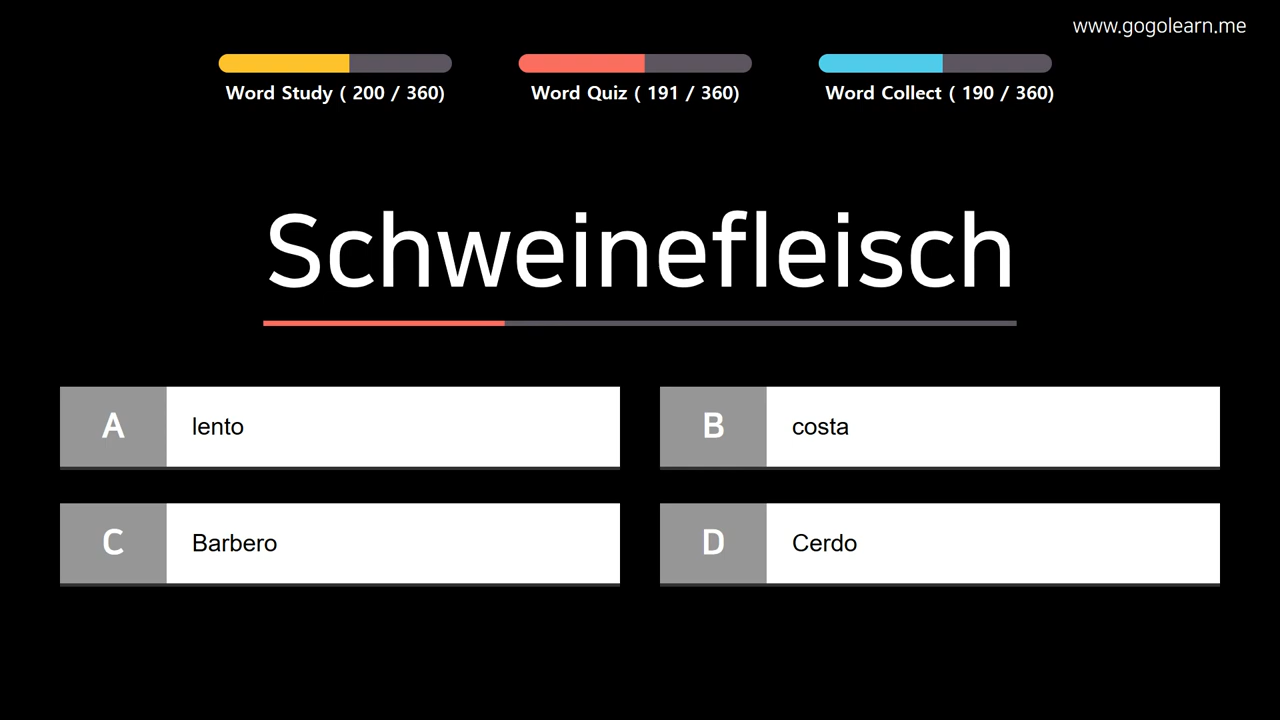 www.gogolearn.me
Word Study ( 200 / 360)
Word Quiz ( 191 / 360)
Word Collect ( 190 / 360)
Schweinefleisch
A lento
B costa
C Barbero
D Cerdo